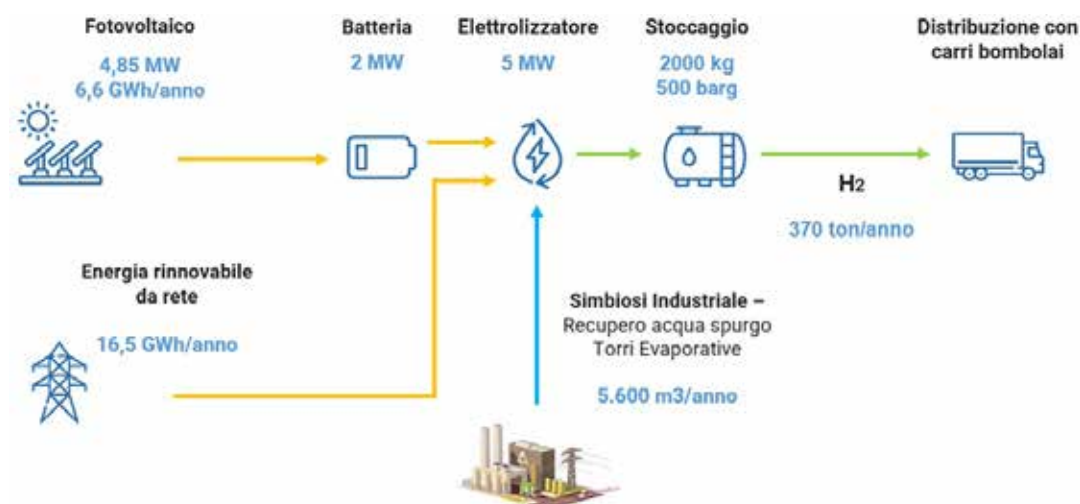 Fotovoltaico
4,85 MW
6,6 GWh/anno
Batteria
2 MW
Elettrolizzatore
5 MW
Stoccaggio
2000 kg
500 barg
Distribuzione con
carri bombolai
H2
370 ton/anno
Energia rinnovabile
da rete
16,5 GWh/anno
Simbiosi Industriale –
Recupero acqua spurgo
Torri Evaporative
5.600 m3/anno